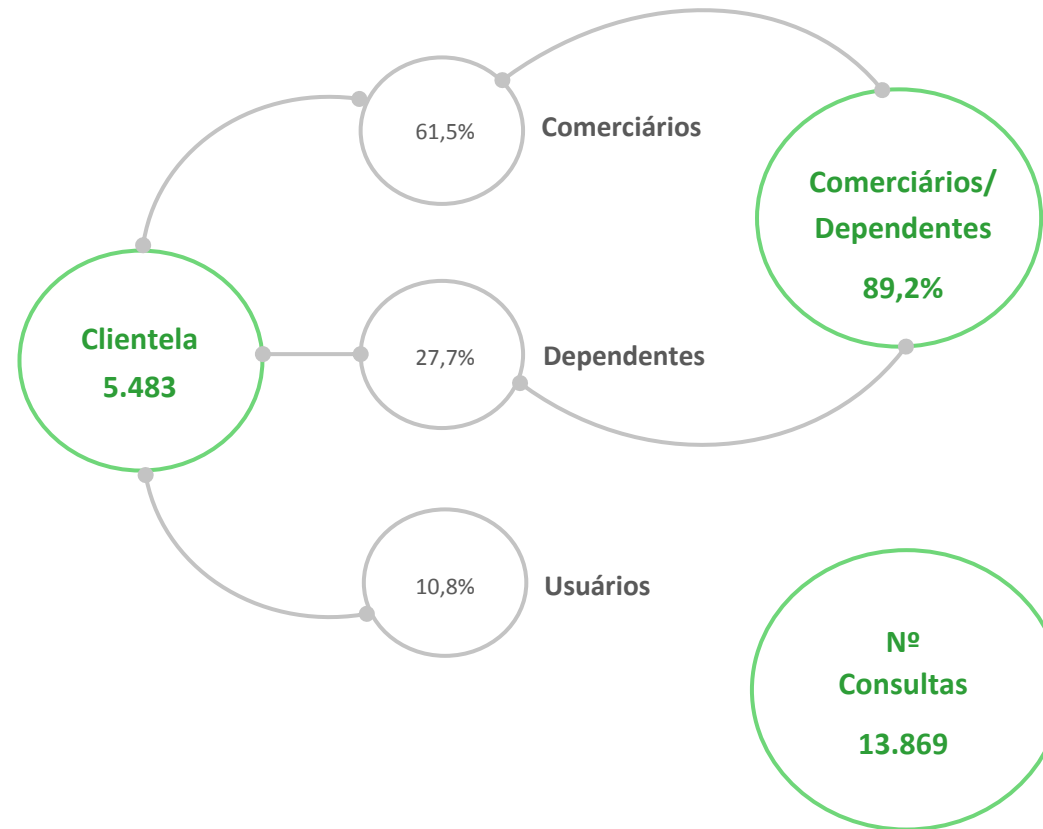 61,5%
Comerciários
Comerciários/
Dependentes
89,2%
Clientela
5.483
27,7%
Dependentes
10,8%
Usuários
Nº
Consultas
13.869